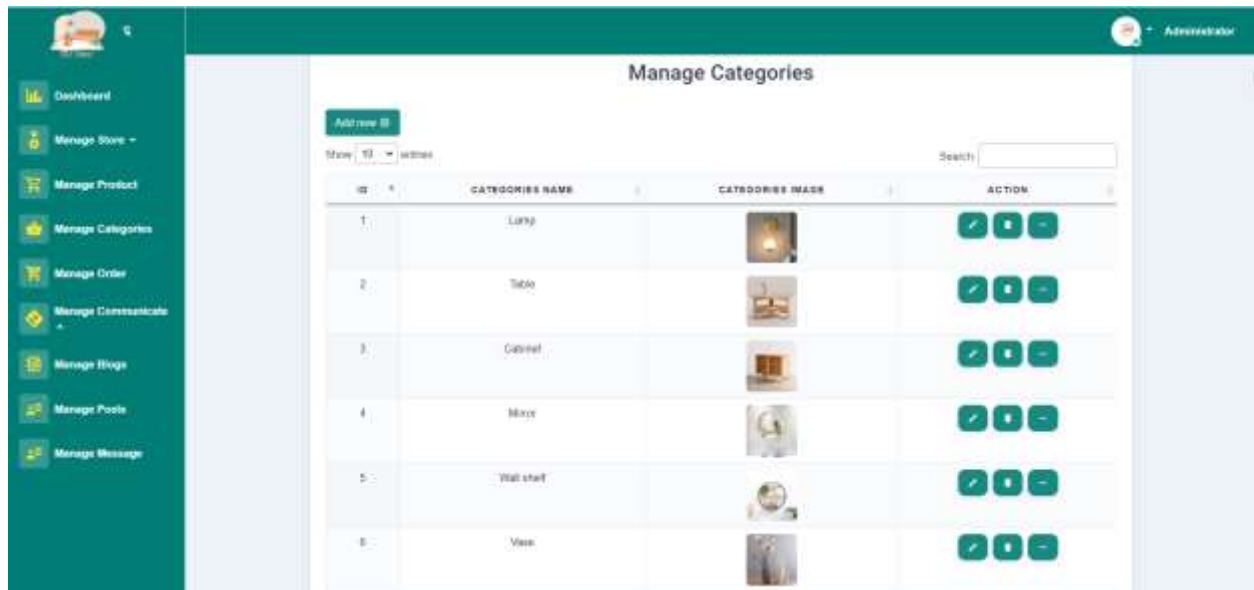 Administrator
Manage Categories
Dashboard
Manage Store
Manage Product
Manage Categories
Manage Order
Manage Communicate
Manage Blogs
Manage Posts
Manage Message
Add new
Show 10 entries
Search:
ID CATEGORIES NAME CATEGORIES IMAGE ACTION
1 Lamp
2 Table
3 Cabinet
4 Mirror
5 Wall shelf
6 Vase